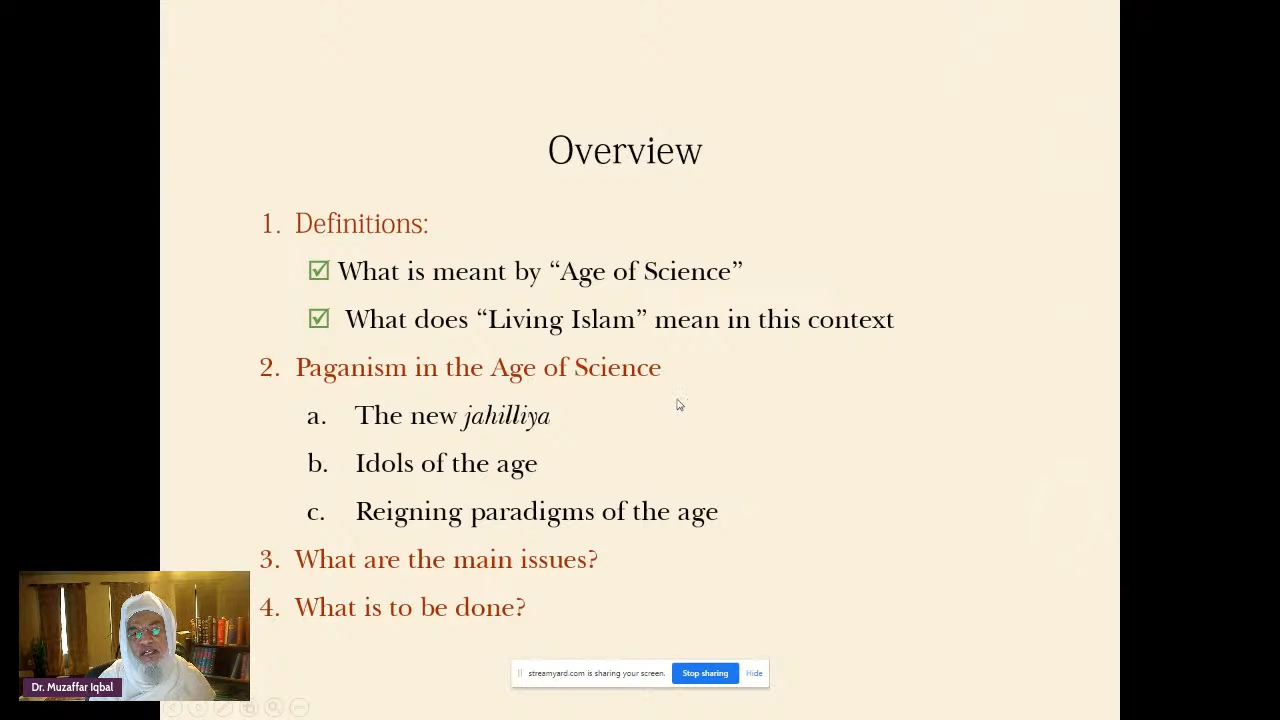 Overview
1. Definitions:
☑ What is meant by “Age of Science”
☑ What does “Living Islam” mean in this context
2. Paganism in the Age of Science
a. The new jahilliya
b. Idols of the age
c. Reigning paradigms of the age
3. What are the main issues?
4. What is to be done?
Dr. Muzaffar Iqbal
streamyard.com is sharing your screen. Stop sharing Hide